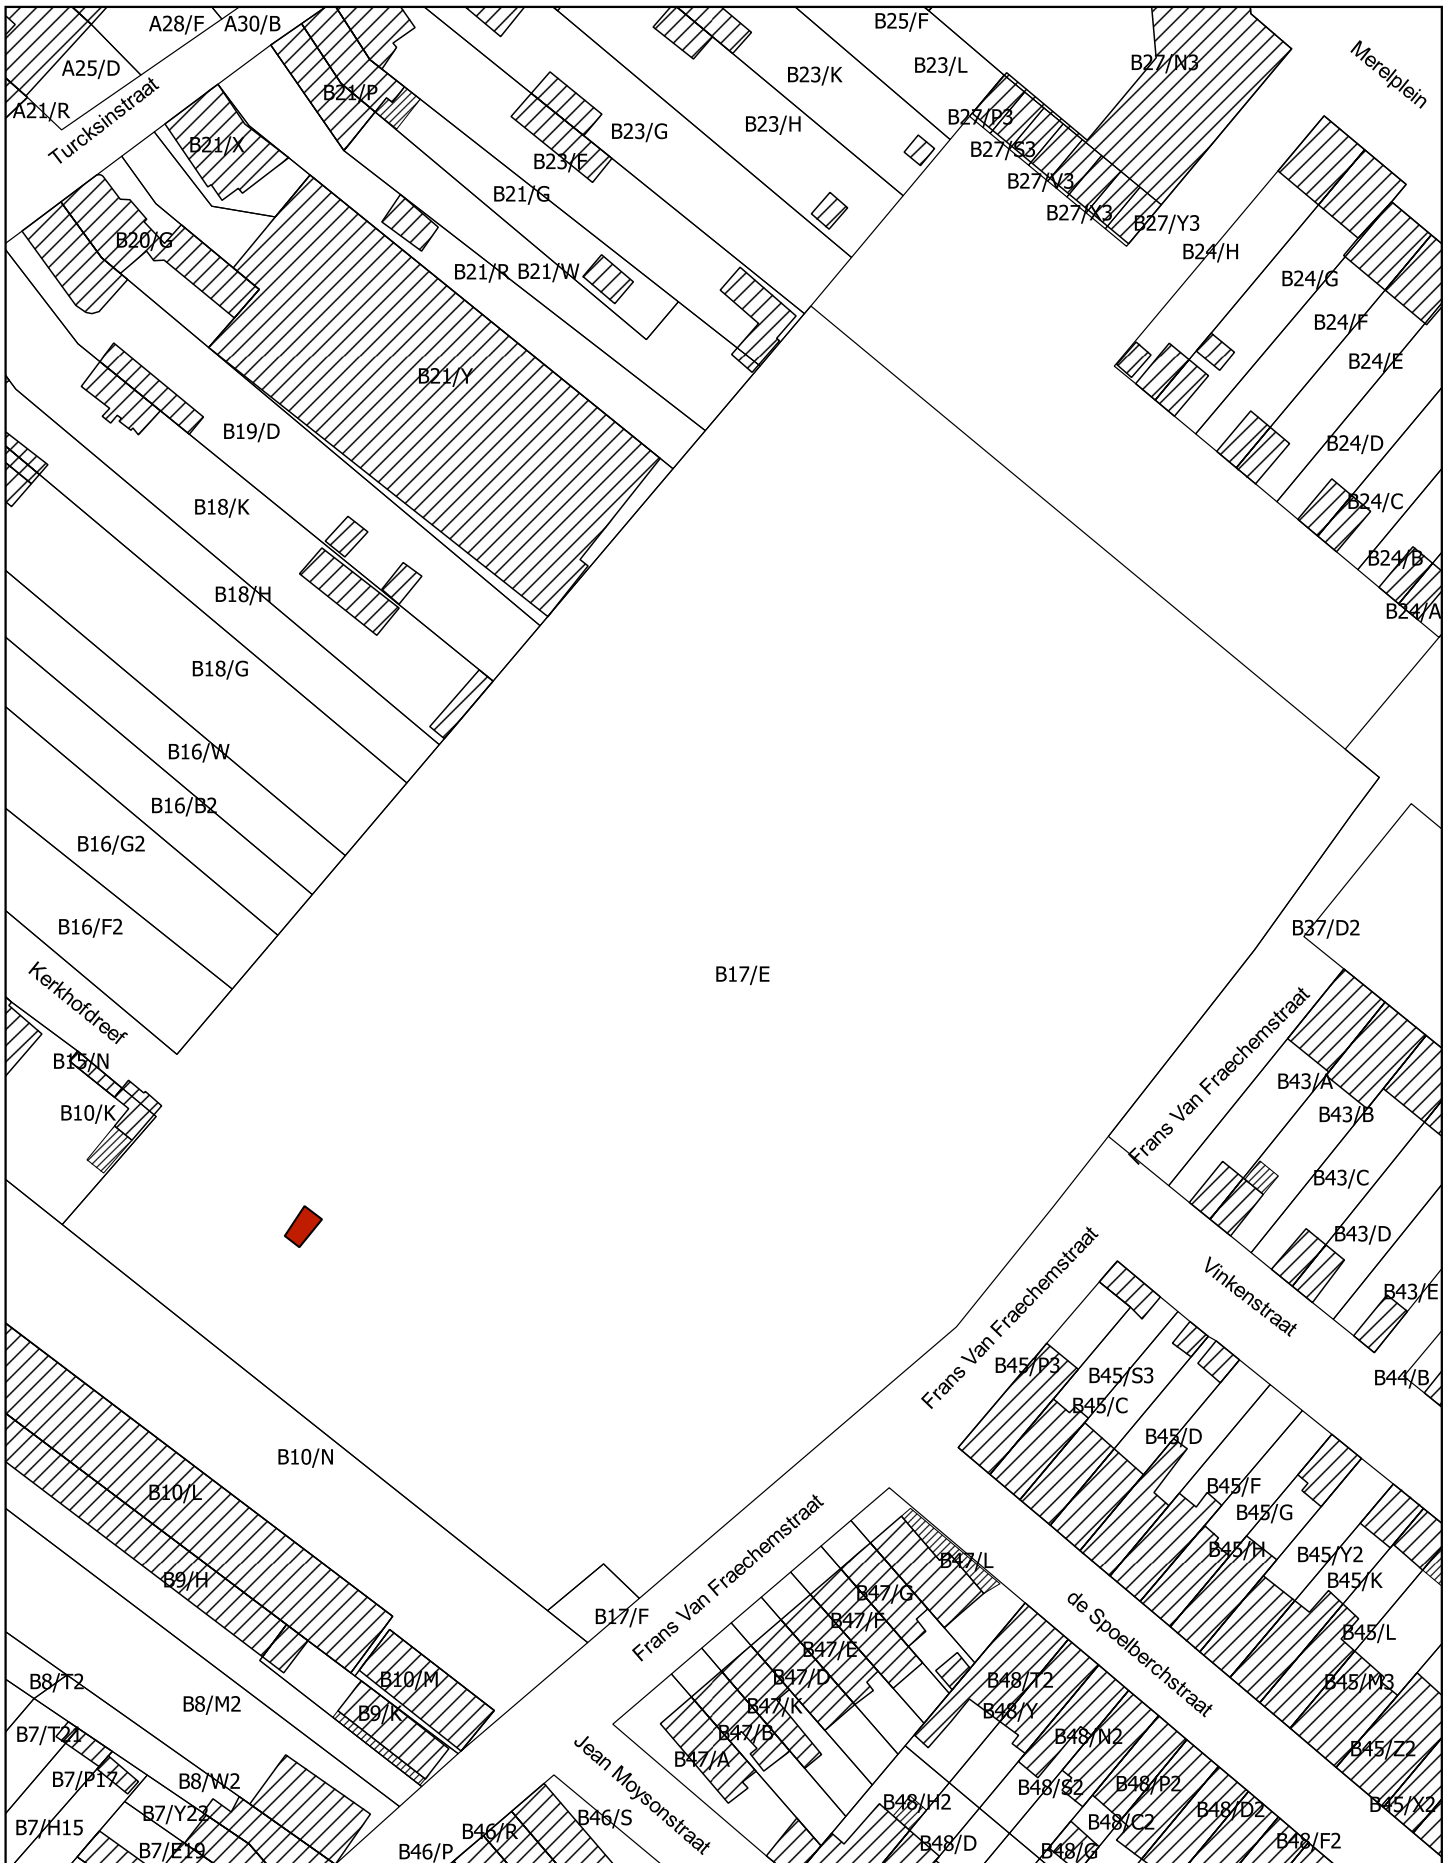 A28/F
A30/B
B25/F
A25/D
B23/L
B27/N3
Merelplein
B23/K
A21/R
B21/P
Turcksinstraat
B23/G
B23/H
B27/P3
B21/X
B27/S3
B23/F
B27/V3
B21/G
B27/X3
B27/Y3
B20/G
B24/H
B21/R
B21/W
B24/G
B24/F
B21/Y
B24/E
B19/D
B24/D
B18/K
B24/C
B24/B
B18/H
B24/A
B18/G
B16/W
B16/B2
B16/G2
B16/F2
B37/D2
B17/E
Kerkhofdreef
B15/N
Frans Van Fraechemstraat
B43/A
B10/K
B43/B
B43/C
B43/D
Vinkenstraat
B43/E
Frans Van Fraechemstraat
B45/P3
B45/S3
B44/B
B45/C
B45/D
B10/N
B10/L
B45/F
B45/G
B45/H
B45/Y2
B47/L
B9/H
B45/K
B47/G
Frans Van Fraechemstraat
B17/F
B47/F
B45/L
B47/E
de Spoelberchstraat
B8/T2
B10/M
B47/D
B48/T2
B45/M3
B8/M2
B9/K
B47/K
B48/Y
B7/T21
B47/B
B48/N2
B47/A
B45/Z2
B7/P17
B8/W2
Jean Moysonstraat
B48/S2
B48/P2
B7/Y22
B48/H2
B45/X2
B7/H15
B46/S
B48/C2
B48/D2
B46/R
B7/E19
B46/P
B48/D
B48/G
B48/F2